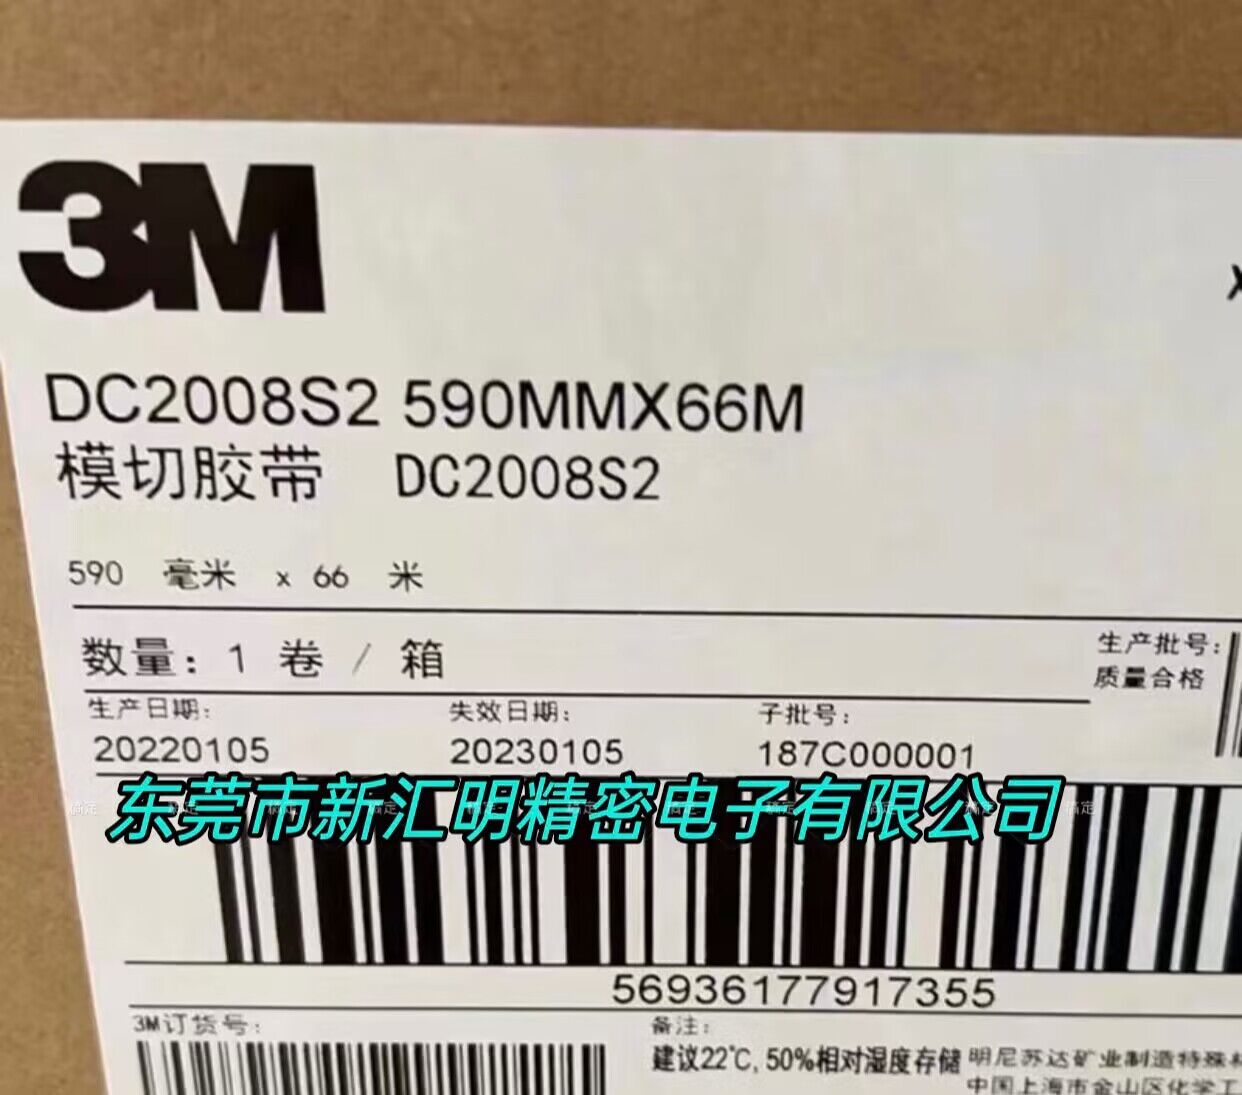 3M
DC2008S2 590MMX66M
模切胶带 DC2008S2
590 毫米 x 66 米
数量: 1 卷 / 箱
生产批号:
质量合格
生产日期: 失效日期: 子批号:
20220105 20230105 187C000001
东莞市新汇明精密电子有限公司
56936177917355
3M订货号: 备注:
建议22℃, 50%相对湿度存储 明尼苏达矿业制造特殊材
中国上海市金山区化学工